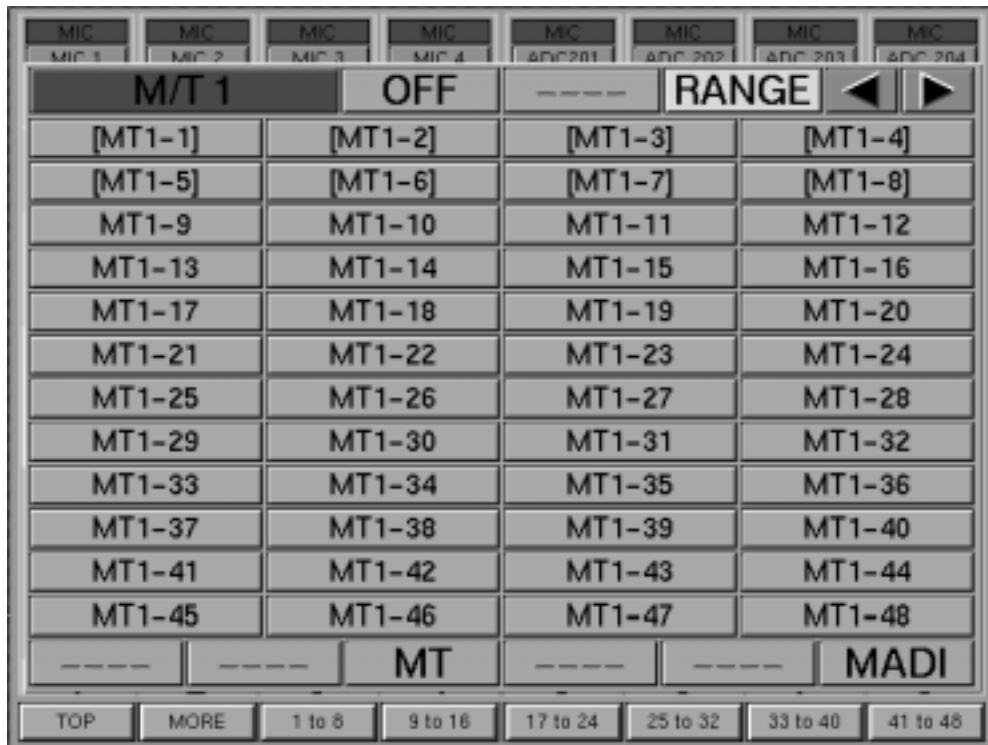 MIC MIC MIC MIC MIC MIC MIC MIC
MIC 1 MIC 2 MIC 3 MIC 4 ADC201 ADC 202 ADC 203 ADC 204
M/T 1 OFF ---- RANGE
[MT1-1] [MT1-2] [MT1-3] [MT1-4]
[MT1-5] [MT1-6] [MT1-7] [MT1-8]
MT1-9 MT1-10 MT1-11 MT1-12
MT1-13 MT1-14 MT1-15 MT1-16
MT1-17 MT1-18 MT1-19 MT1-20
MT1-21 MT1-22 MT1-23 MT1-24
MT1-25 MT1-26 MT1-27 MT1-28
MT1-29 MT1-30 MT1-31 MT1-32
MT1-33 MT1-34 MT1-35 MT1-36
MT1-37 MT1-38 MT1-39 MT1-40
MT1-41 MT1-42 MT1-43 MT1-44
MT1-45 MT1-46 MT1-47 MT1-48
---- ---- MT ---- ---- MADI
TOP MORE 1 to 8 9 to 16 17 to 24 25 to 32 33 to 40 41 to 48